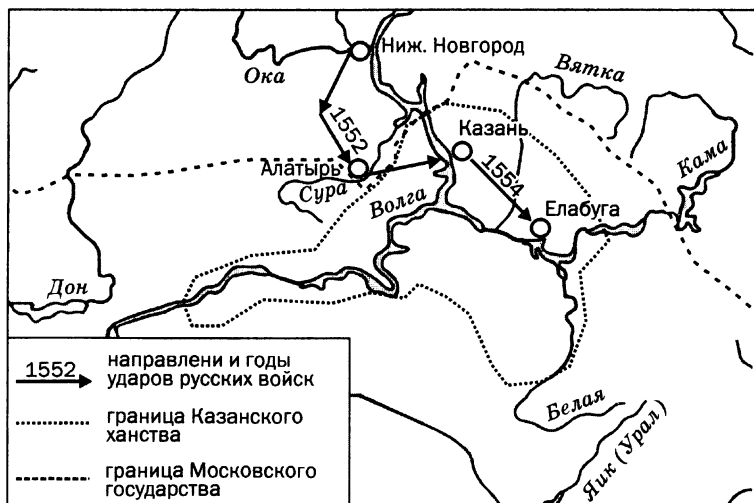 Ниж. Новгород
Ока
Вятка
1552
Казань
Кама
Алатырь
1554
Сура
Волга
Елабуга
Дон
1552 направлени и годы
ударов русских войск
Белая
граница Казанского
ханства
Яик (Урал)
граница Московского
государства